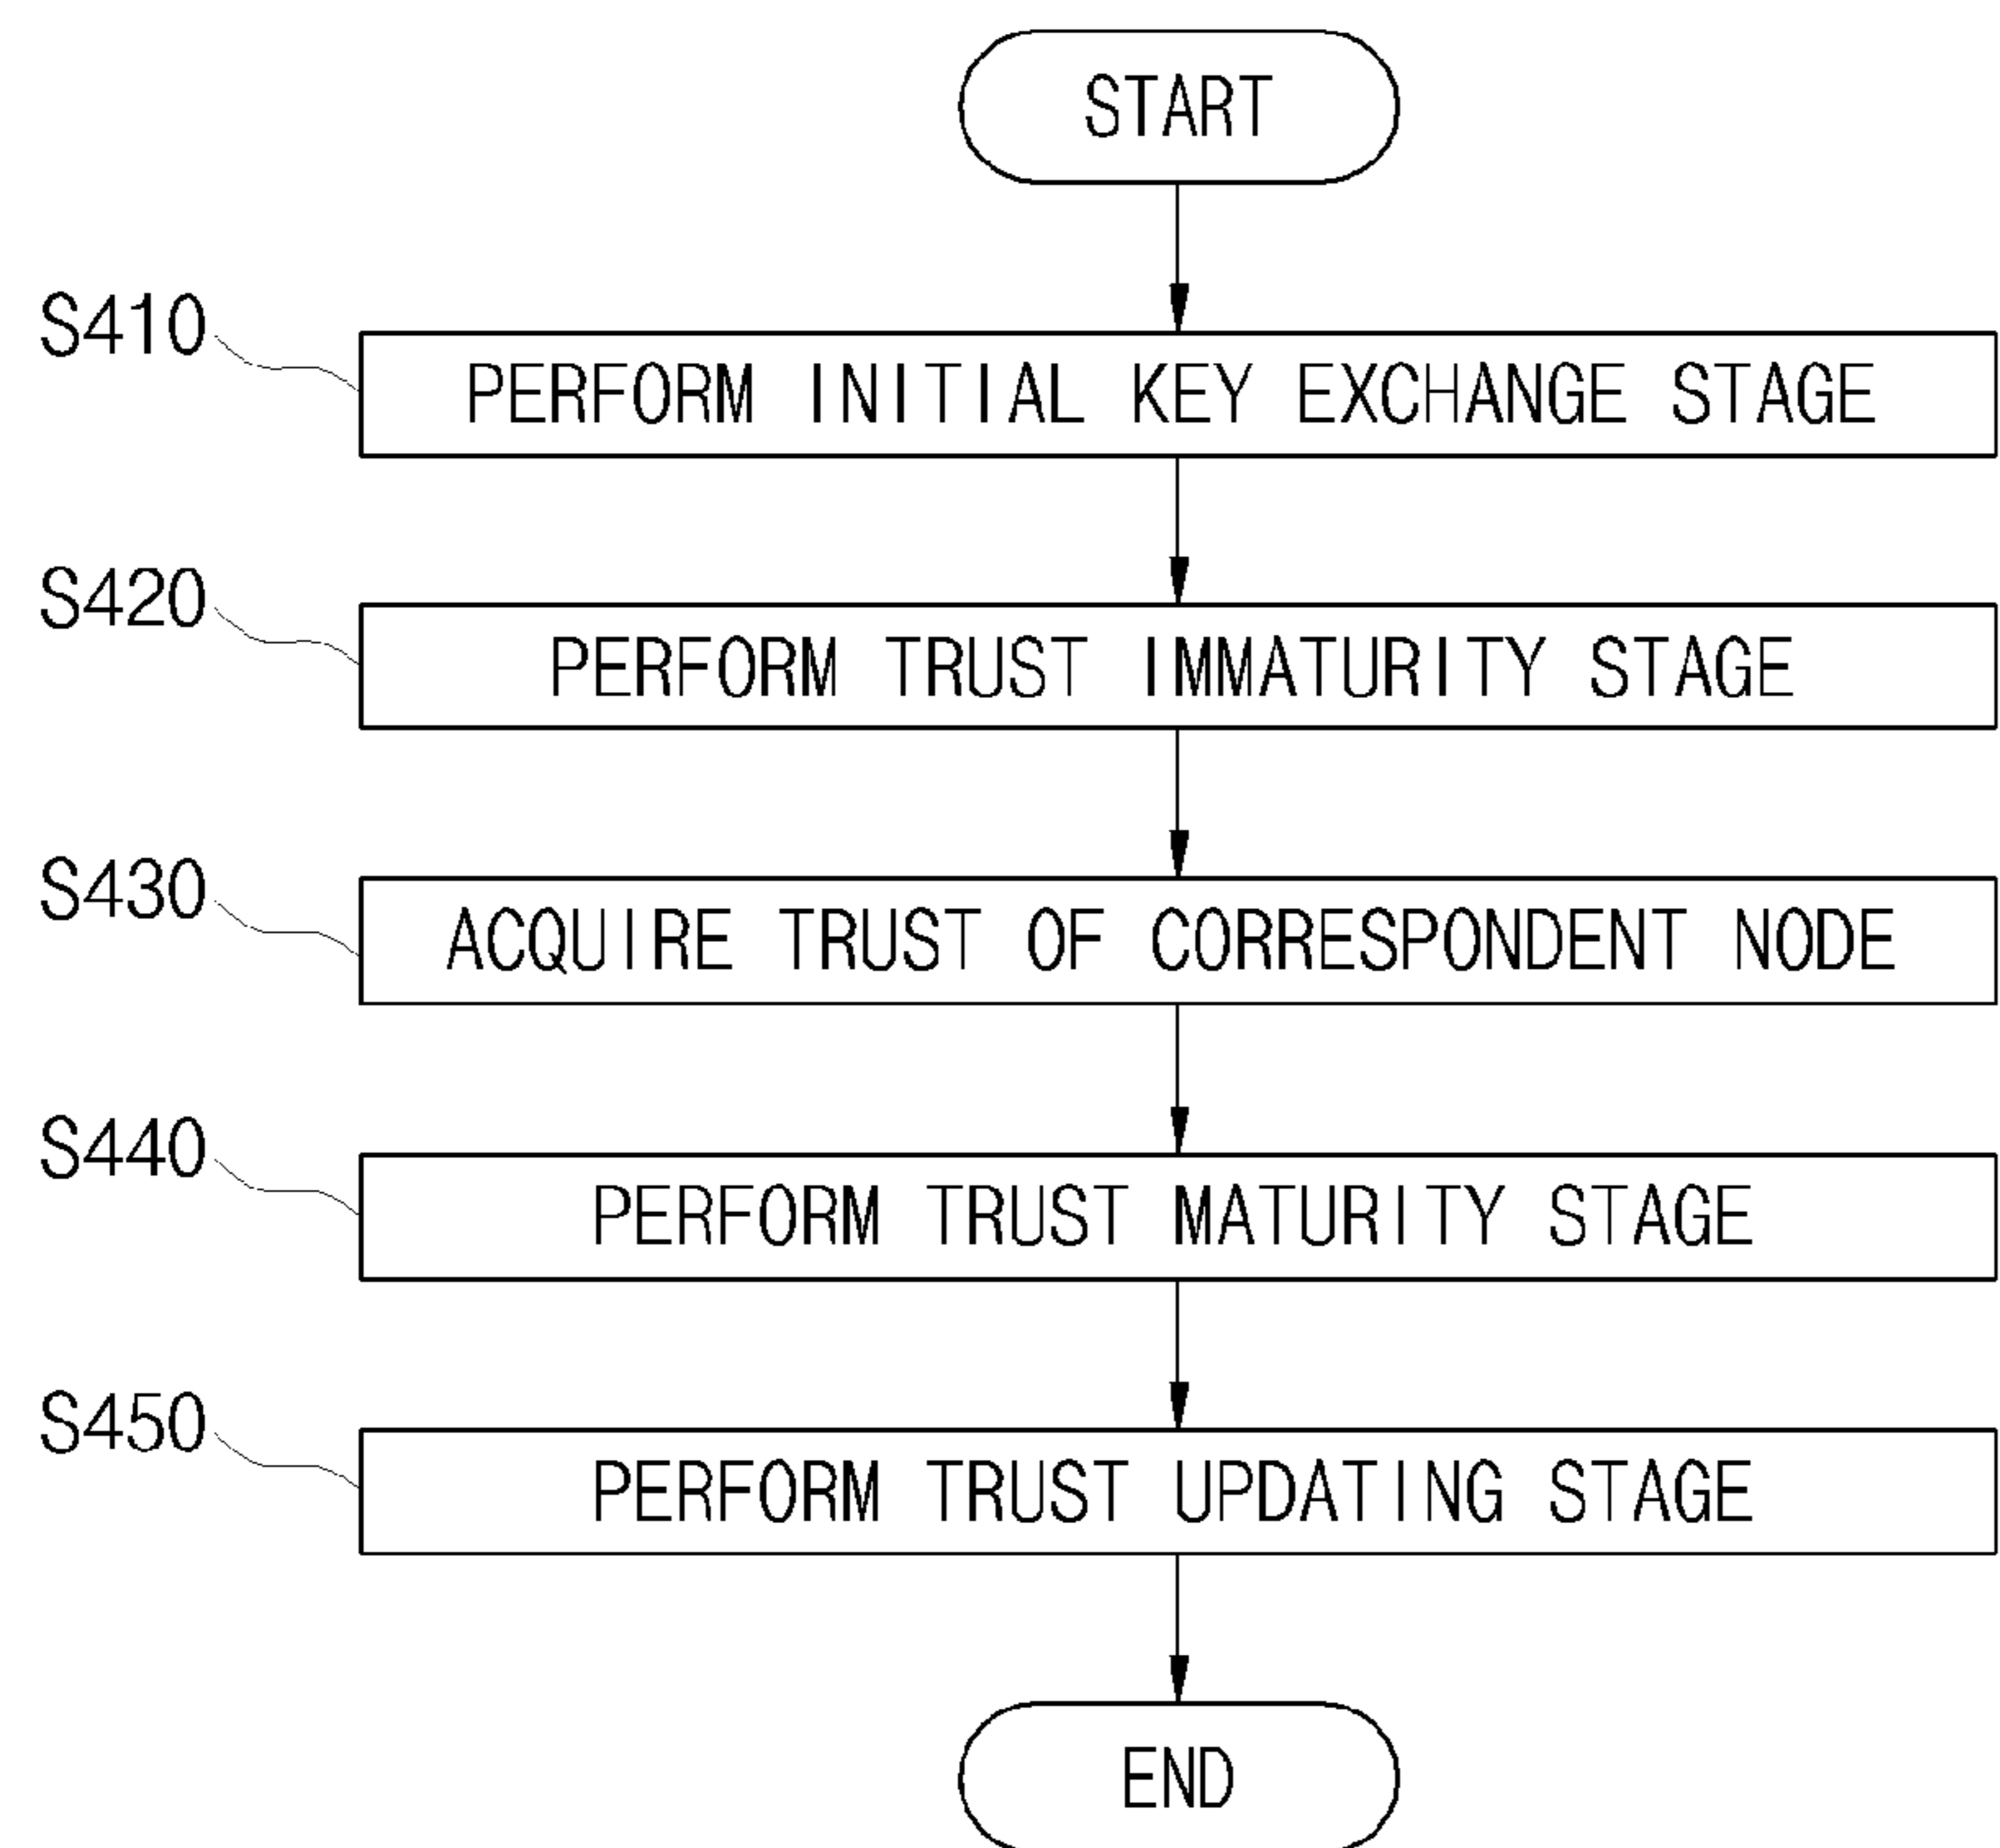 START
S410
PERFORM INITIAL KEY EXCHANGE STAGE
S420
PERFORM TRUST IMMATURITY STAGE
S430
ACQUIRE TRUST OF CORRESPONDENT NODE
S440
PERFORM TRUST MATURITY STAGE
S450
PERFORM TRUST UPDATING STAGE
END